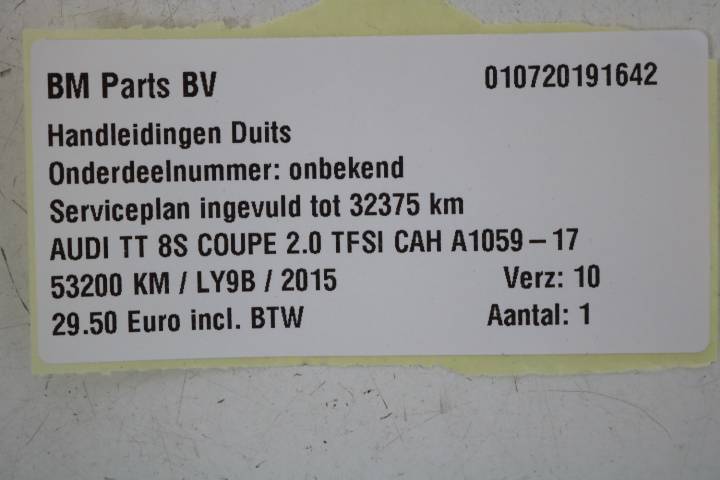 BM Parts BV 010720191642
Handleidingen Duits
Onderdeelnummer: onbekend
Serviceplan ingevuld tot 32375 km
AUDI TT 8S COUPE 2.0 TFSI CAH A1059 – 17
53200 KM / LY9B / 2015 Verz: 10
29.50 Euro incl. BTW Aantal: 1